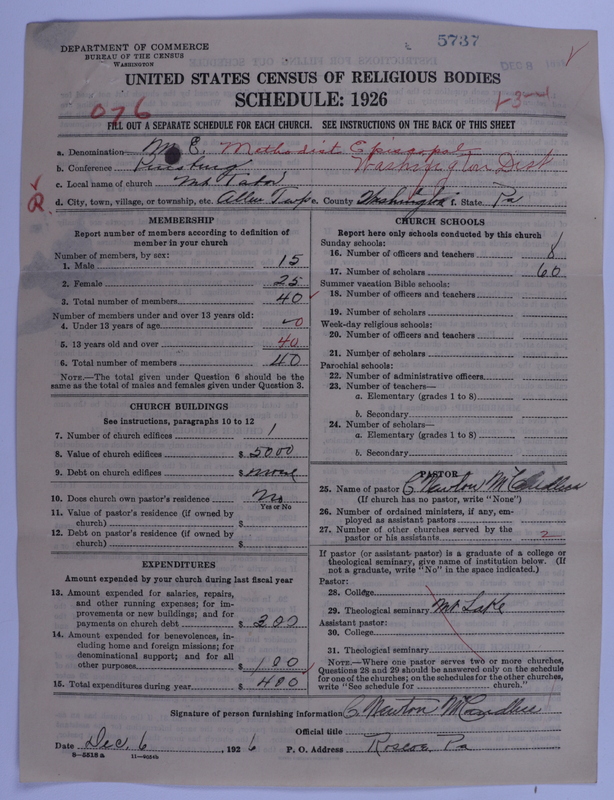 5737
DEPARTMENT OF COMMERCE
BUREAU OF THE CENSUS
WASHINGTON
UNITED STATES CENSUS OF RELIGIOUS BODIES
SCHEDULE: 1926
076
FILL OUT A SEPARATE SCHEDULE FOR EACH CHURCH. SEE INSTRUCTIONS ON THE BACK OF THIS SHEET
a. Denomination M. E. Methodist Episcopal
b. Conference Pittsburg Washington Dist
c. Local name of church Mt. Tabor
R. d. City, town, village, or township, etc. Allen Twp e. County Washington f. State Pa
MEMBERSHIP
Report number of members according to definition of
member in your church
Number of members, by sex:
1. Male 15
2. Female 25
3. Total number of members 40
Number of members under and over 13 years old:
4. Under 13 years of age 0
5. 13 years old and over 40
6. Total number of members 40
NOTE.—The total given under Question 6 should be the
same as the total of males and females given under Question 3.
CHURCH BUILDINGS
See instructions, paragraphs 10 to 12
7. Number of church edifices 1
8. Value of church edifices $ 5000
9. Debt on church edifices $ none
10. Does church own pastor's residence No
Yes or No
11. Value of pastor's residence (if owned by
church) $
12. Debt on pastor's residence (if owned by
church) $
EXPENDITURES
Amount expended by your church during last fiscal year
13. Amount expended for salaries, repairs,
and other running expenses; for im-
provements or new buildings; and for
payments on church debt $ 300
14. Amount expended for benevolences, in-
cluding home and foreign missions; for
denominational support; and for all
other purposes $ 100
15. Total expenditures during year $ 400
CHURCH SCHOOLS
Report here only schools conducted by this church
Sunday schools:
16. Number of officers and teachers 8
17. Number of scholars 60
Summer vacation Bible schools:
18. Number of officers and teachers
19. Number of scholars
Week-day religious schools:
20. Number of officers and teachers
21. Number of scholars
Parochial schools:
22. Number of administrative officers
23. Number of teachers—
a. Elementary (grades 1 to 8)
b. Secondary
24. Number of scholars—
a. Elementary (grades 1 to 8)
b. Secondary
PASTOR
25. Name of pastor C. Newton McCandless
(If church has no pastor, write "None")
26. Number of ordained ministers, if any, em-
ployed as assistant pastors
27. Number of other churches served by the
pastor or his assistants 2
If pastor (or assistant pastor) is a graduate of a college or
theological seminary, give name of institution below. (If
not a graduate, write "No" in the space indicated.)
Pastor:
28. College
29. Theological seminary Mt Lake
Assistant pastor:
30. College
31. Theological seminary
NOTE.—Where one pastor serves two or more churches,
Questions 28 and 29 should be answered only on the schedule
for one of the churches; on the schedules for the other churches,
write "See schedule for church."
Signature of person furnishing information C. Newton McCandless
Official title
Date Dec. 6, 1926 P. O. Address Roscoe Pa
8-5518 a